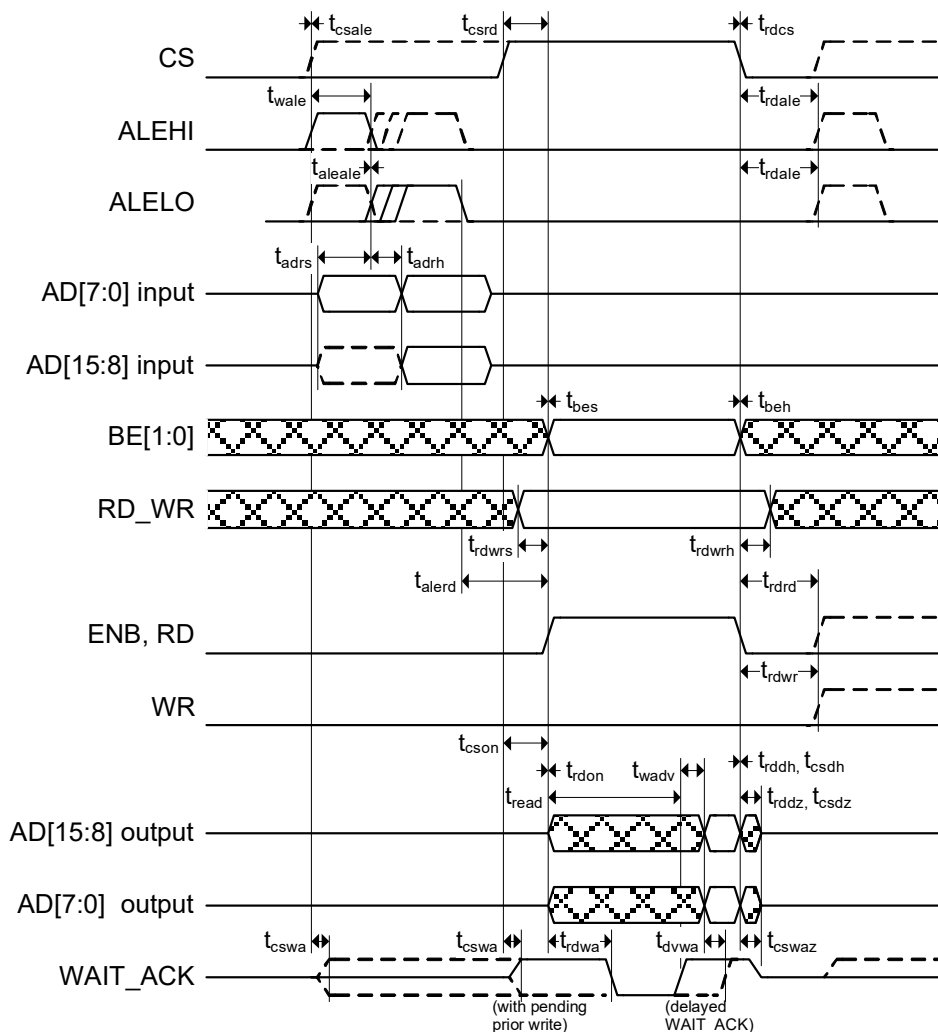 t_csale
t_csrd
t_rdcs
CS
t_wale
t_rdale
ALEHI
t_aleale
t_rdale
ALELO
t_adrs
t_adrh
AD[7:0] input
AD[15:8] input
t_bes
t_beh
BE[1:0]
RD_WR
t_rdwrs
t_rdwrh
t_alerd
t_rdrd
ENB, RD
t_rdwr
WR
t_cson
t_rdon
t_wadv
t_rddh, t_csdh
t_read
t_rddz, t_csdz
AD[15:8] output
AD[7:0] output
t_cswa
t_cswa
t_rdwa
t_dvwa
t_cswaz
WAIT_ACK
(with pending
prior write)
(delayed
WAIT_ACK)